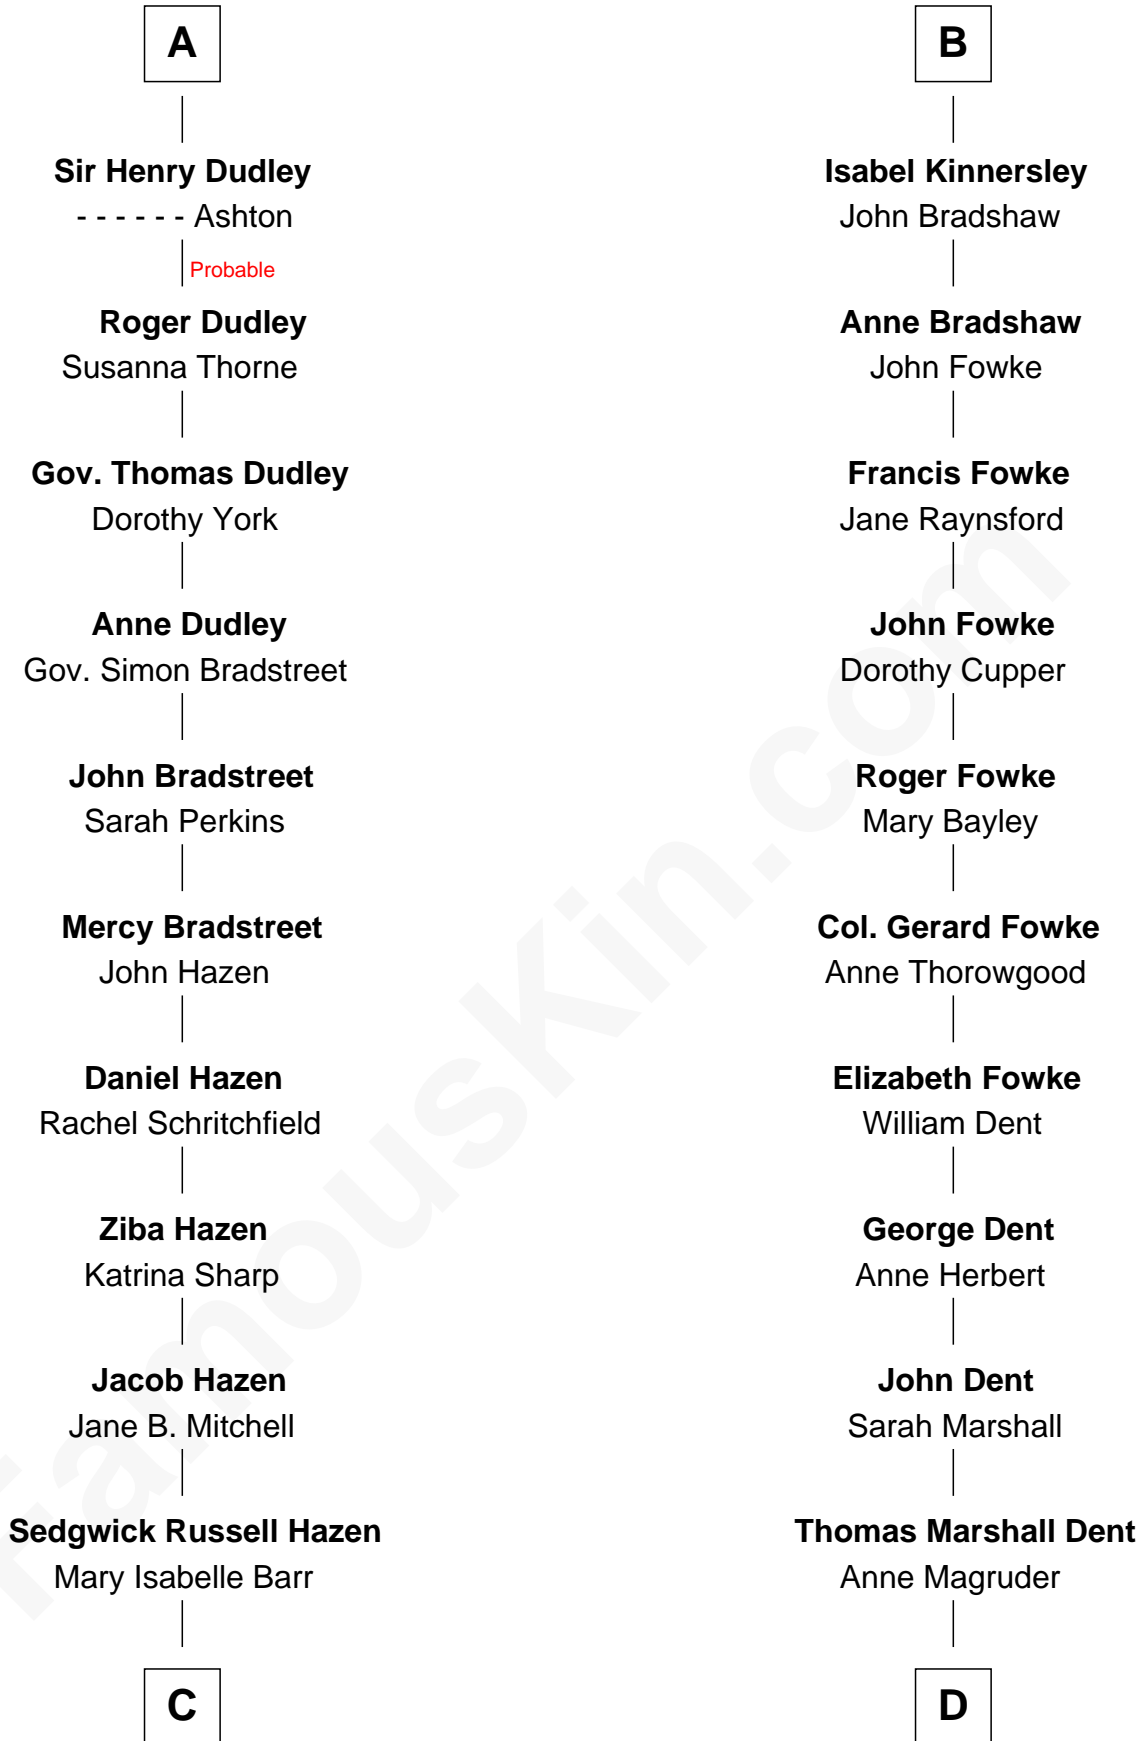 A
Sir Henry Dudley
- - - - - - Ashton
Probable
Roger Dudley
Susanna Thorne
Gov. Thomas Dudley
Dorothy York
Anne Dudley
Gov. Simon Bradstreet
John Bradstreet
Sarah Perkins
Mercy Bradstreet
John Hazen
Daniel Hazen
Rachel Schritchfield
Ziba Hazen
Katrina Sharp
Jacob Hazen
Jane B. Mitchell
Sedgwick Russell Hazen
Mary Isabelle Barr
C
B
Isabel Kinnersley
John Bradshaw
Anne Bradshaw
John Fowke
Francis Fowke
Jane Raynsford
John Fowke
Dorothy Cupper
Roger Fowke
Mary Bayley
Col. Gerard Fowke
Anne Thorowgood
Elizabeth Fowke
William Dent
George Dent
Anne Herbert
John Dent
Sarah Marshall
Thomas Marshall Dent
Anne Magruder
D
FamousKin.com